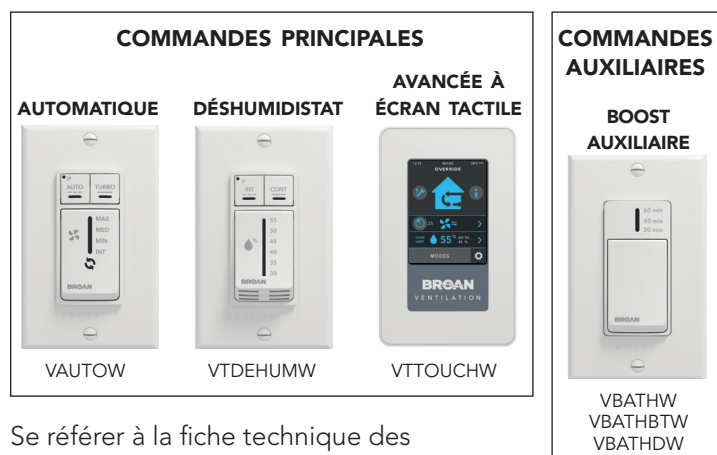 COMMANDES PRINCIPALES
AUTOMATIQUE
AUTO TURBO
MAX
MED
MIN
INT
BROAN
VAUTOW
DÉSHUMIDISTAT
INT CONT
55
50
45
40
35
30
%
BROAN
VTDEHUMW
AVANCÉE À
ÉCRAN TACTILE
OVERRIDE
2h
55%
MODES
BROAN
VENTILATION
VTTOUCHW
COMMANDES
AUXILIAIRES
BOOST
AUXILIAIRE
60 min
40 min
20 min
BROAN
VBATHW
VBATHBTW
VBATHDW
Se référer à la fiche technique des